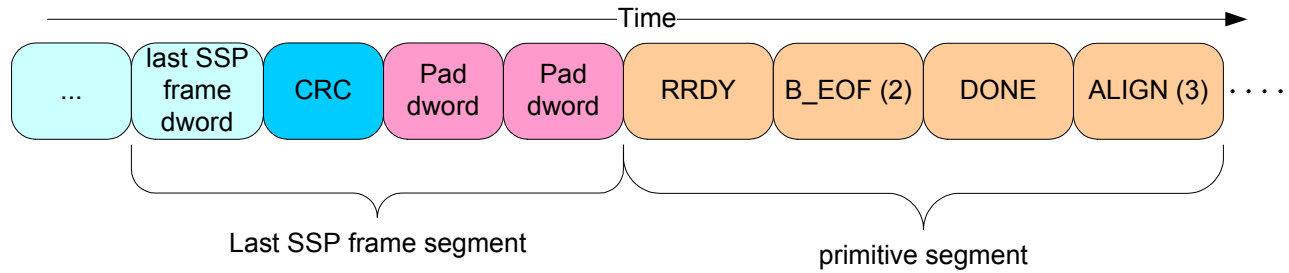 Time
...
last SSP
frame
dword
CRC
Pad
dword
Pad
dword
RRDY
B_EOF (2)
DONE
ALIGN (3)
. . . .
Last SSP frame segment
primitive segment